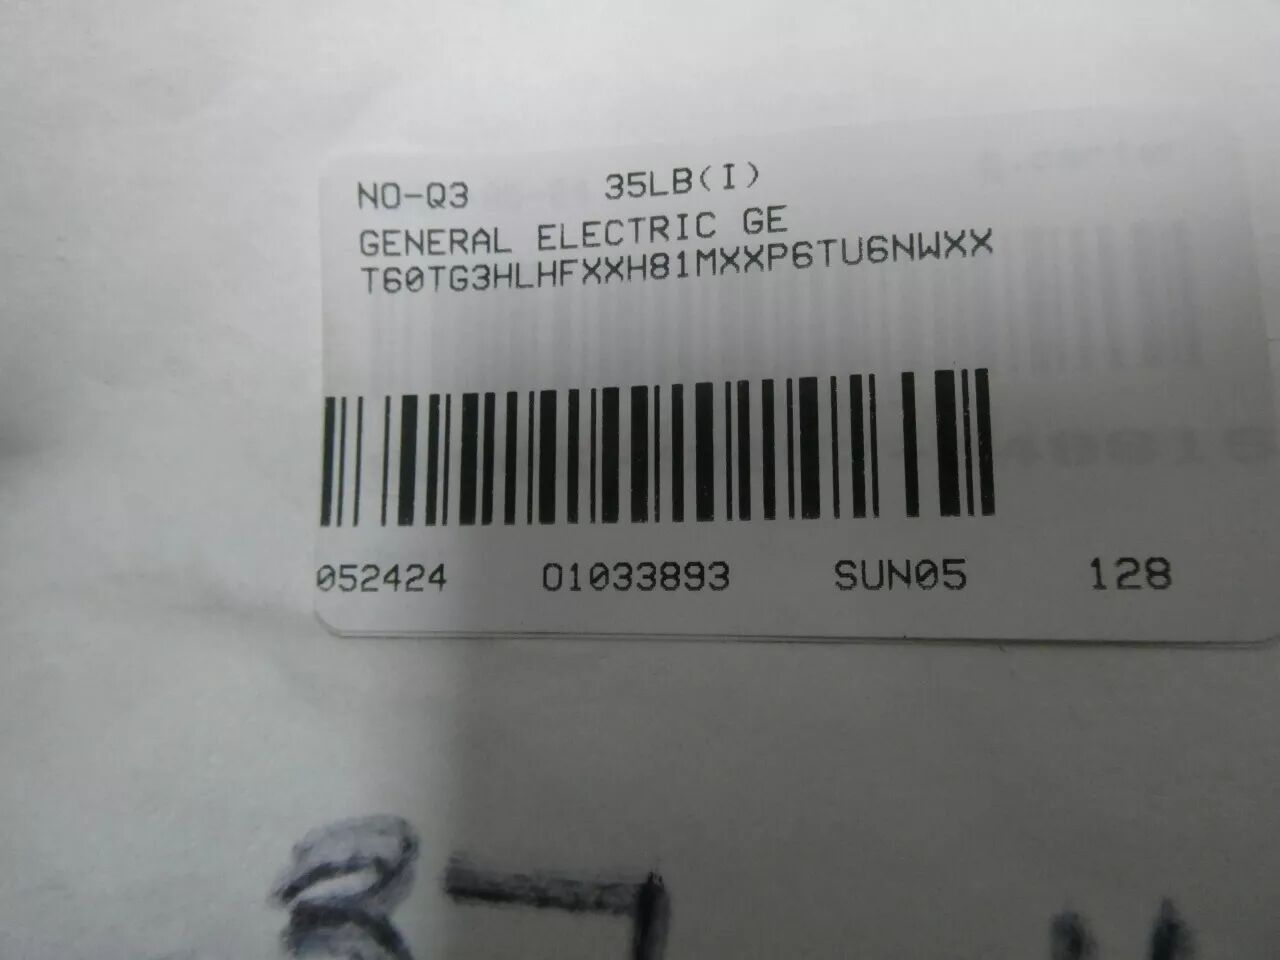 NO-Q3 35LB(I)
GENERAL ELECTRIC GE
T60TG3HLHFXXH81MXXP6TU6NWXX
052424 01033893 SUN05 128